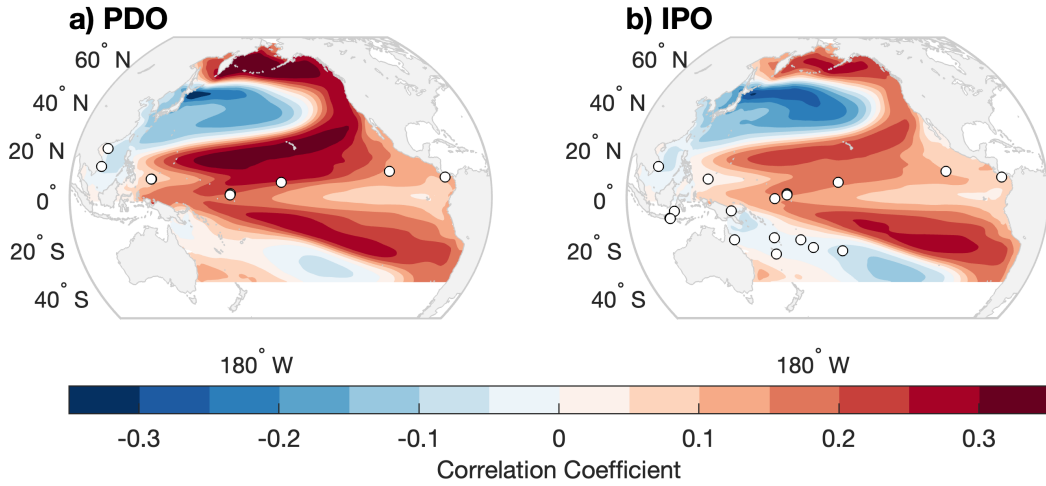 a) PDO
b) IPO
60° N
40° N
20° N
0°
20° S
40° S
180° W
60° N
40° N
20° N
0°
20° S
40° S
180° W
-0.3 -0.2 -0.1 0 0.1 0.2 0.3
Correlation Coefficient